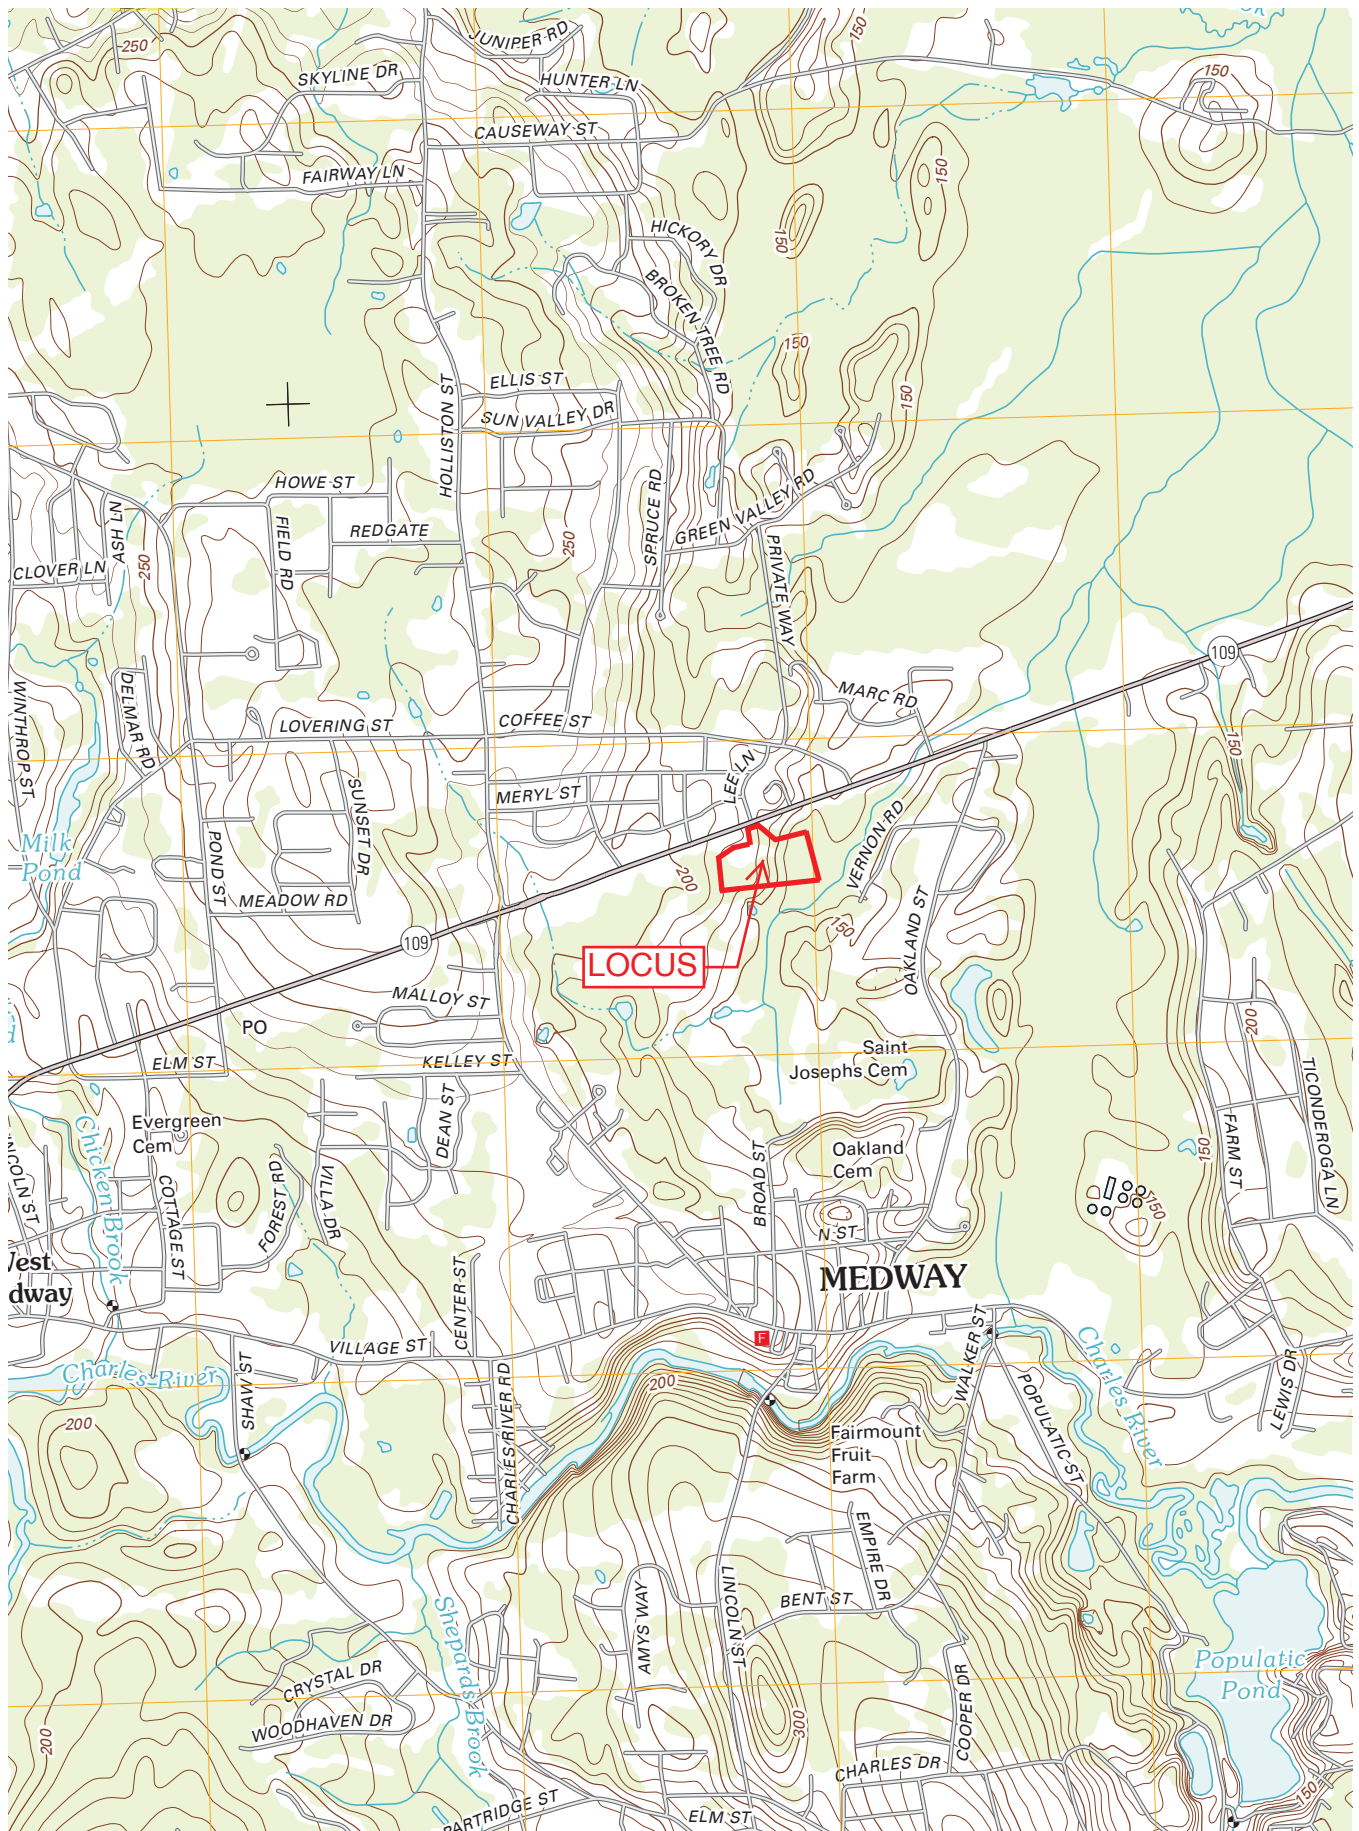 JUNIPER RD
250
150
SKYLINE DR
HUNTER LN
150
CAUSEWAY ST
FAIRWAY LN
150
HICKORY DR
150
BROKEN TREE RD
150
HOLLISTON ST
ELLIS ST
150
SUN VALLEY DR
HOWE ST
SPRUCE RD
GREEN VALLEY RD
ASH LN
FIELD RD
REDGATE
250
250
CLOVER LN
PRIVATE WAY
109
WINTHROP ST
DELMAR RD
MARC RD
LOVERING ST
COFFEE ST
150
LEE LN
MERYL ST
SUNSET DR
Milk
Pond
POND ST
VERNON RD
200
MEADOW RD
150
OAKLAND ST
109
LOCUS
MALLOY ST
PO
200
Saint
Josephs Cem
ELM ST
KELLEY ST
TICONDEROGA LN
DEAN ST
Evergreen
Cem
Chicken Brook
BROAD ST
Oakland
Cem
150
FARM ST
NCOLN ST
COTTAGE ST
FOREST RD
VILLA DR
150
N ST
est
dway
MEDWAY
CENTER ST
VILLAGE ST
F
WALKER ST
Charles River
Charles River
SHAW ST
200
CHARLES RIVER RD
POPULATIC ST
LEWIS DR
200
Fairmount
Fruit
Farm
EMPIRE DR
LINCOLN ST
BENT ST
AMYS WAY
Shepards Brook
CRYSTAL DR
Populatic
Pond
COOPER DR
WOODHAVEN DR
200
300
CHARLES DR
150
PARTRIDGE ST
ELM ST